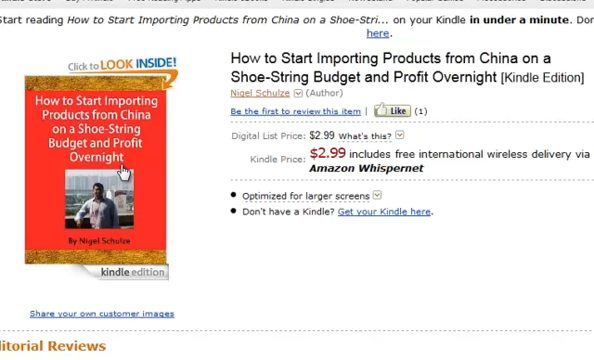 Start reading How to Start Importing Products from China on a Shoe-Stri... on your Kindle in under a minute. Don
here.
Click to LOOK INSIDE!
How to Start Importing
Products from China
on a Shoe-String
Budget and Profit
Overnight
By Nigel Schulze
kindle edition
Share your own customer images
How to Start Importing Products from China on a
Shoe-String Budget and Profit Overnight [Kindle Edition]
Nigel Schulze (Author)
Be the first to review this item | Like (1)
Digital List Price: $2.99 What's this?
Kindle Price: $2.99 includes free international wireless delivery via
Amazon Whispernet
• Optimized for larger screens
• Don't have a Kindle? Get your Kindle here.
itorial Reviews